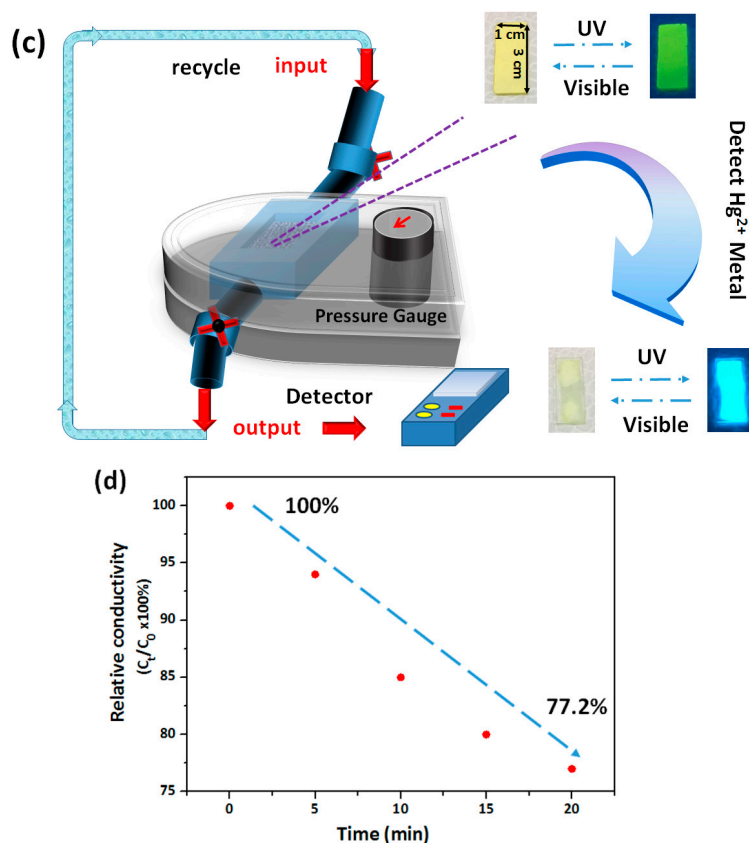 (c)
recycle
input
1 cm
3 cm
UV
Visible
Detect Hg²⁺ Metal
Pressure Gauge
Detector
output
UV
Visible
(d)
Relative conductivity
(Cₜ/C₀ x100%)
100
95
90
85
80
75
100%
77.2%
0 5 10 15 20
Time (min)